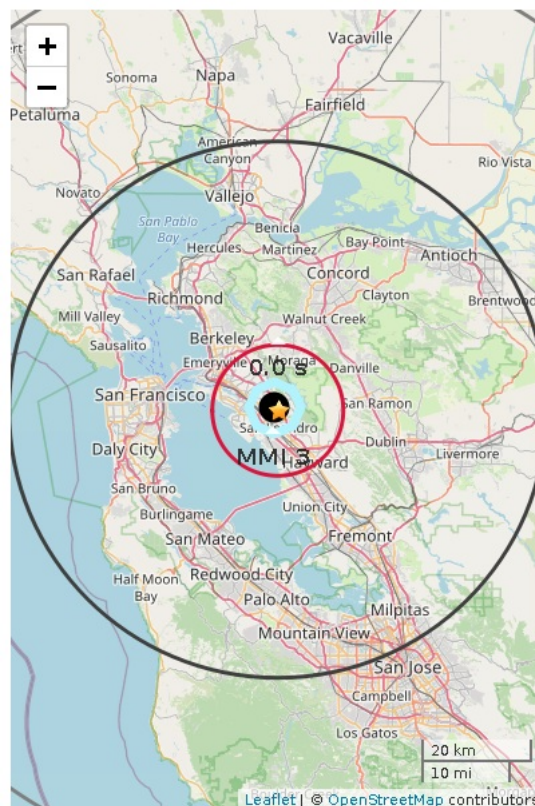 +
Vacaville
−
Napa
Sonoma
Fairfield
Petaluma
American
Canyon
Rio Vista
Novato
Vallejo
San Pablo
Bay
Benicia
Hercules
Martinez
Bay Point
Antioch
San Rafael
Concord
Richmond
Clayton
Brentwood
Mill Valley
Walnut Creek
Berkeley
Sausalito
Emeryville
Moraga
0.0 s
Danville
San Francisco
San Ramon
Dublin
Daly City
MMI 3
Hayward
Livermore
San Bruno
Union City
Burlingame
San Mateo
Fremont
Half Moon
Bay
Redwood City
Palo Alto
Milpitas
Mountain View
San Jose
Campbell
Los Gatos
20 km
10 mi
Leaflet | © OpenStreetMap contributors